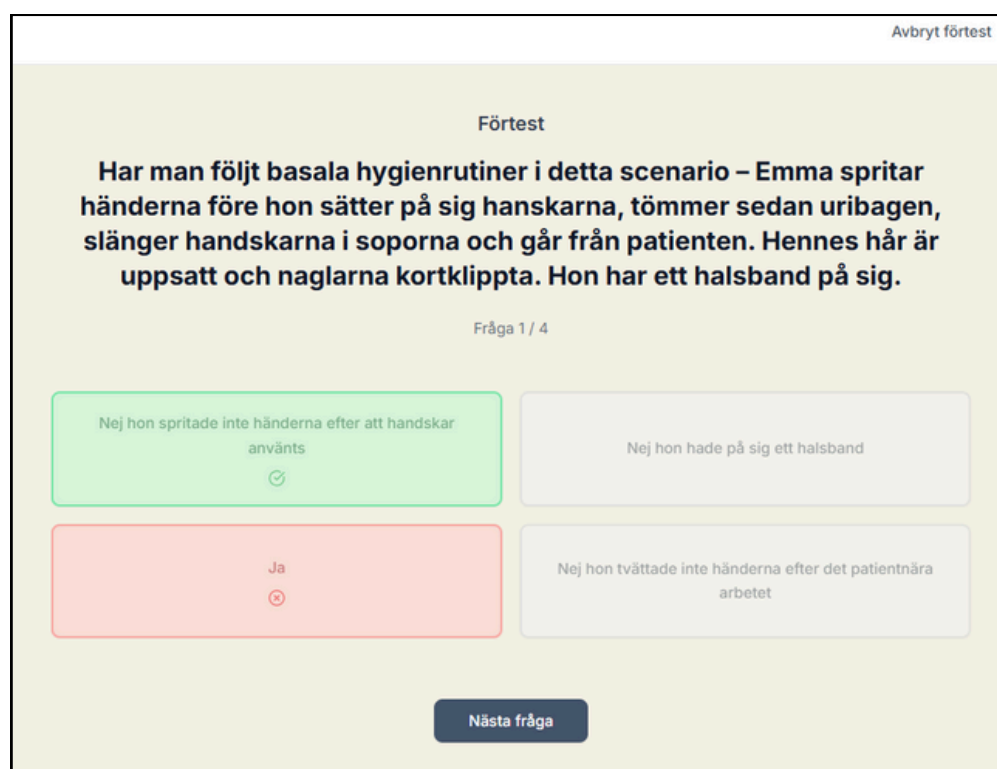 Avbryt förtest
Förtest
Har man följt basala hygienrutiner i detta scenario – Emma spritar
händerna före hon sätter på sig hanskarna, tömmer sedan uribagen,
slänger handskarna i soporna och går från patienten. Hennes hår är
uppsatt och naglarna kortklippta. Hon har ett halsband på sig.
Fråga 1 / 4
Nej hon spritade inte händerna efter att handskar
använts
Nej hon hade på sig ett halsband
Ja
Nej hon tvättade inte händerna efter det patientnära
arbetet
Nästa fråga